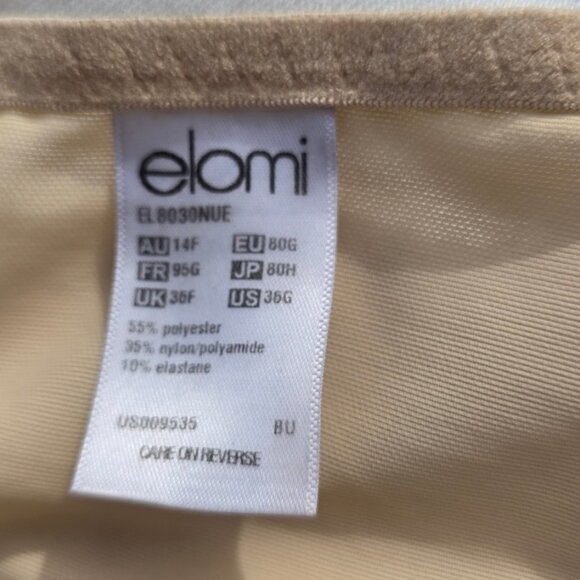 elomi
EL8030NUE
AU 14F EU 80G
FR 95G JP 80H
UK 36F US 36G
55% polyester
35% nylon/polyamide
10% elastane
US009535 BU
CARE ON REVERSE